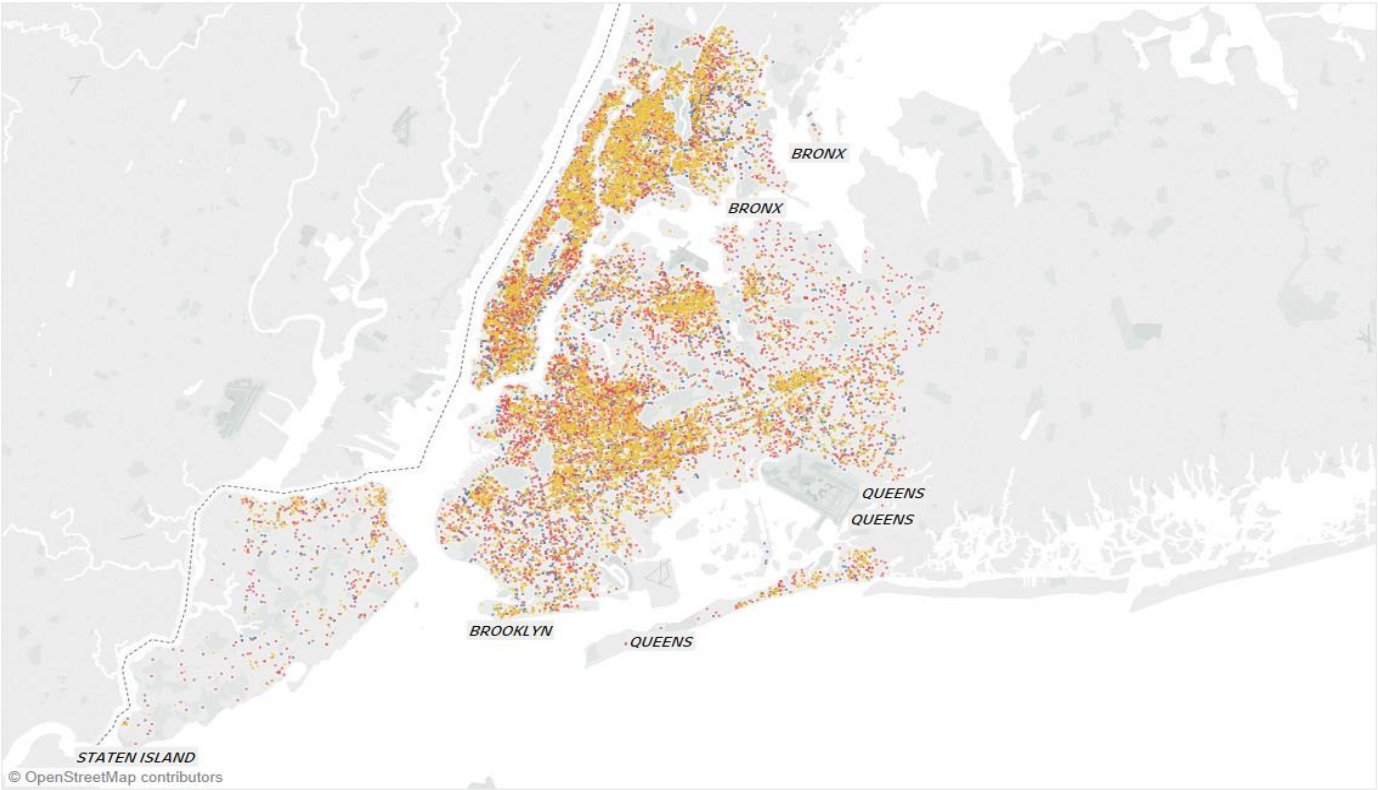 BRONX
BRONX
QUEENS
QUEENS
BROOKLYN
QUEENS
STATEN ISLAND
© OpenStreetMap contributors